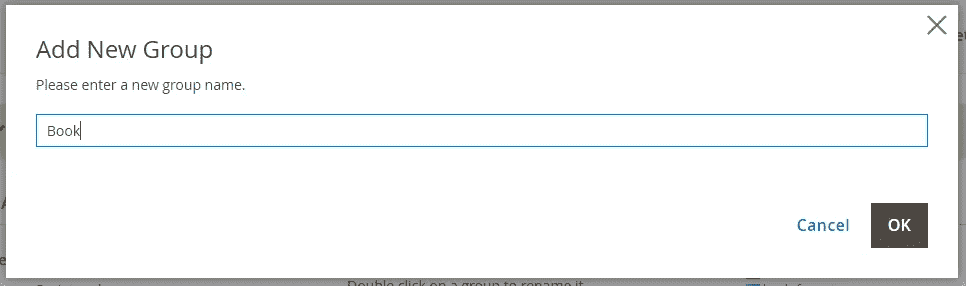 Add New Group
Please enter a new group name.
Book
Cancel
OK
Double click on a group to rename it